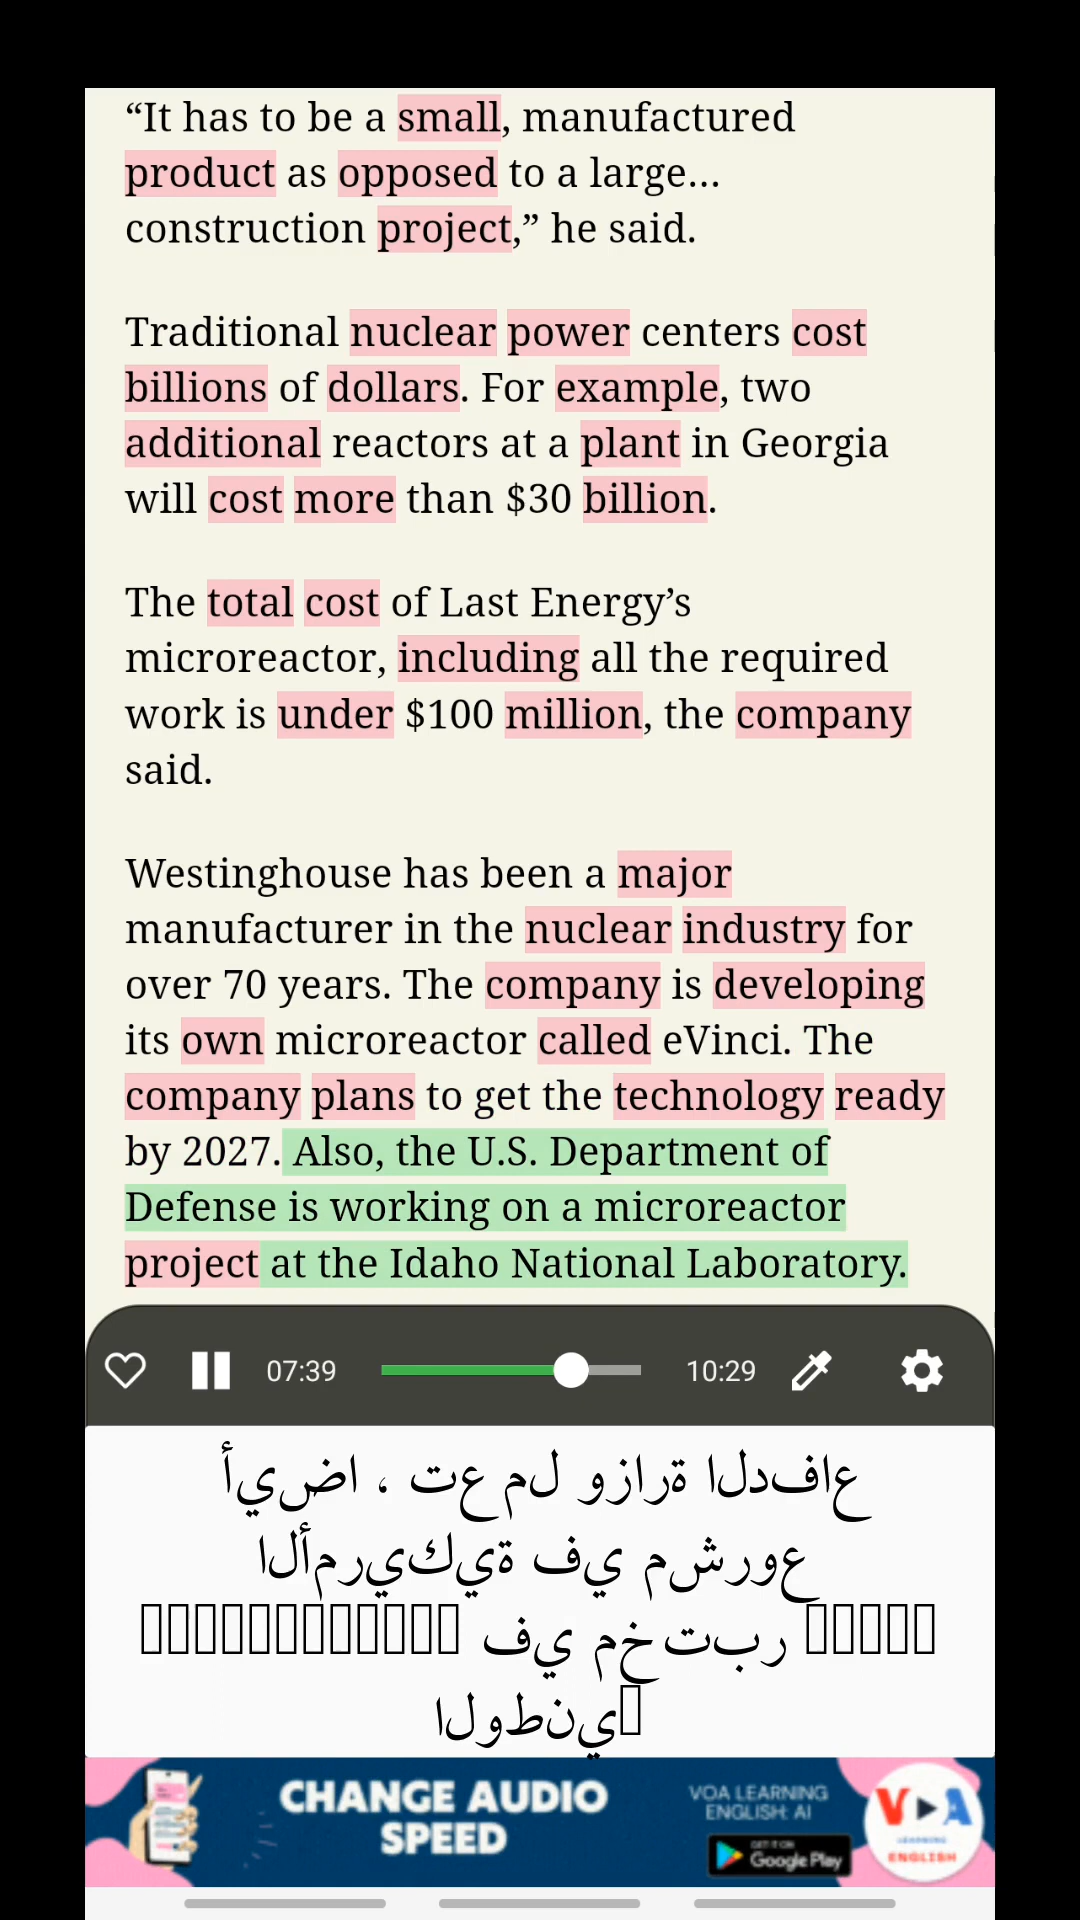 “It has to be a small, manufactured
product as opposed to a large...
construction project,” he said.
Traditional nuclear power centers cost
billions of dollars. For example, two
additional reactors at a plant in Georgia
will cost more than $30 billion.
The total cost of Last Energy’s
microreactor, including all the required
work is under $100 million, the company
said.
Westinghouse has been a major
manufacturer in the nuclear industry for
over 70 years. The company is developing
its own microreactor called eVinci. The
company plans to get the technology ready
by 2027. Also, the U.S. Department of
Defense is working on a microreactor
project at the Idaho National Laboratory.
07:39 10:29
أيضا ، تعمل وزارة الدفاع
الأمريكية في مشروع
في مختبر
الوطني
CHANGE AUDIO
SPEED
VOA LEARNING
ENGLISH: AI
GET IT ON
Google Play
VOA
LEARNING
ENGLISH